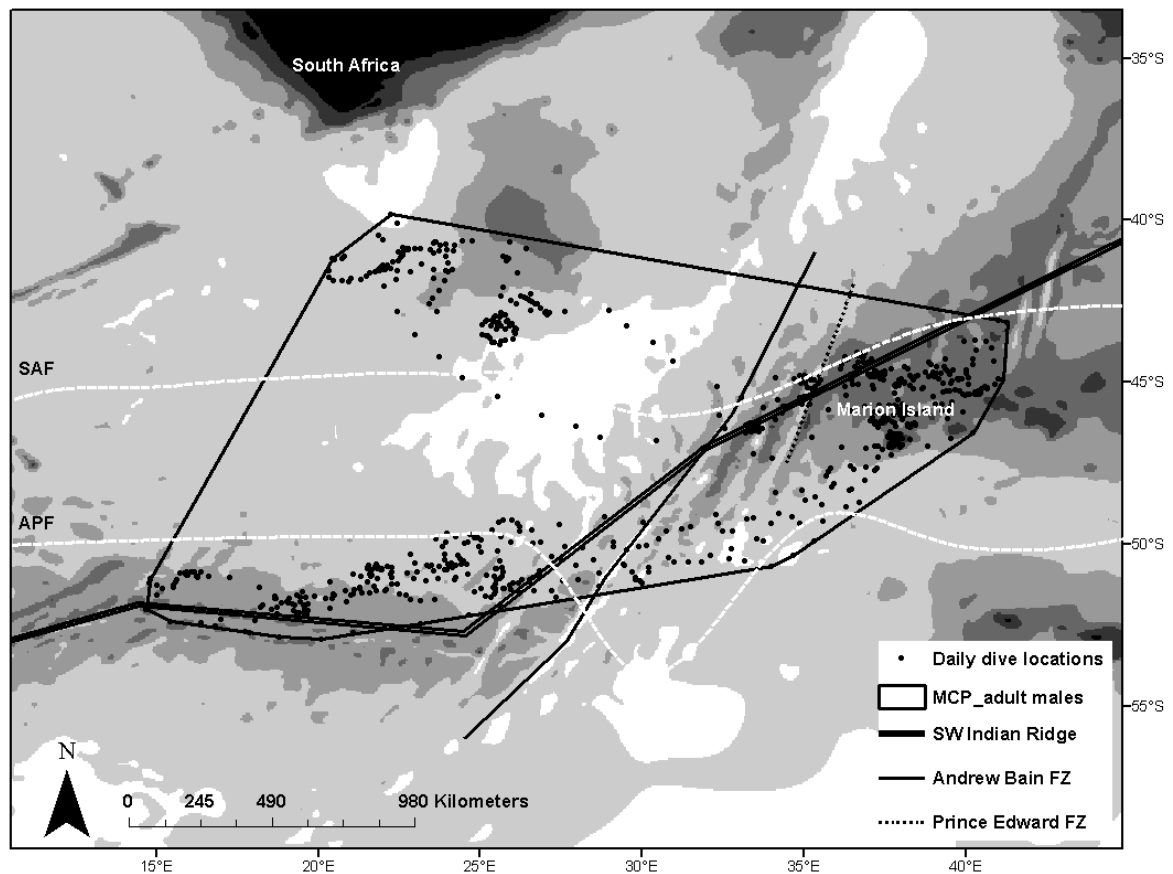 South Africa
35°S
40°S
SAF
45°S
Marion Island
APF
50°S
Daily dive locations
MCP_adult males
55°S
SW Indian Ridge
N
Andrew Bain FZ
0 245 490 980 Kilometers
Prince Edward FZ
15°E 20°E 25°E 30°E 35°E 40°E